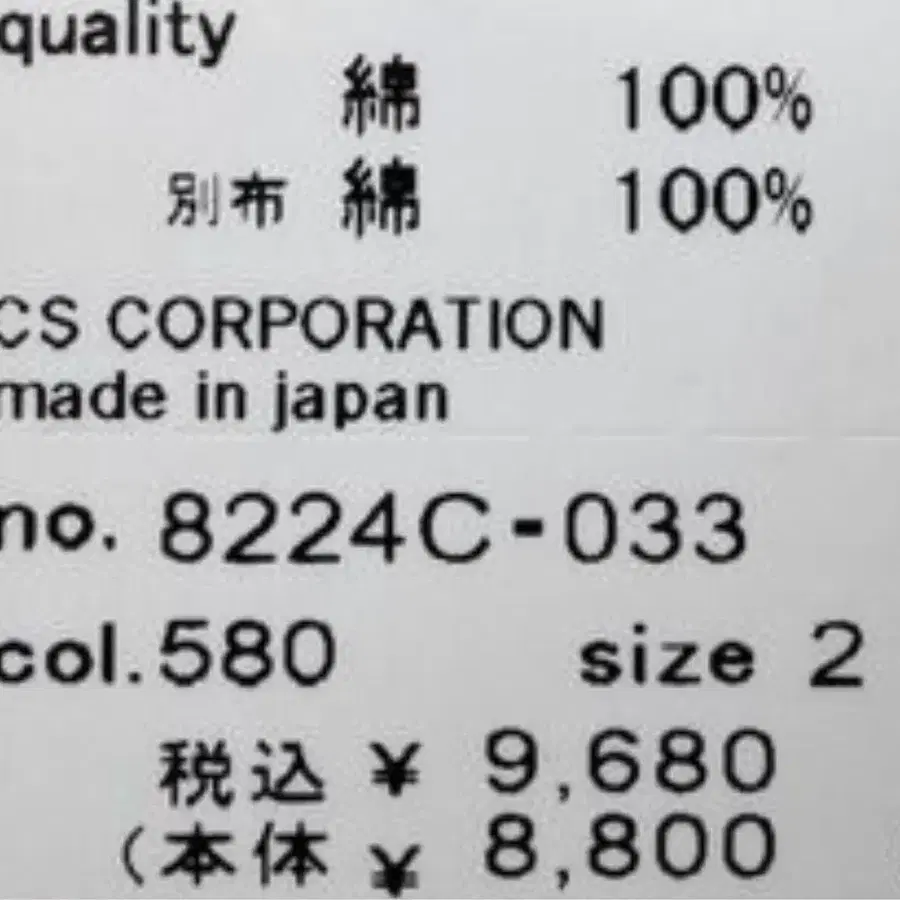 quality
綿 100%
別布 綿 100%
CS CORPORATION
made in japan
no. 8224C-033
col.580 size 2
税込 ¥ 9,680
(本体 ¥ 8,800